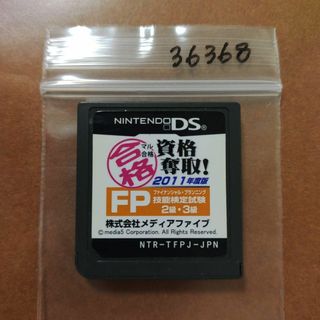 36368
NINTENDO DS
マル合格
合格
資格
奪取!
2011年度版
FP
ファイナンシャル・プランニング
技能検定試験
2級・3級
株式会社メディアファイブ
©media5 Corporation. All Rights Reserved.
NTR-TFPJ-JPN